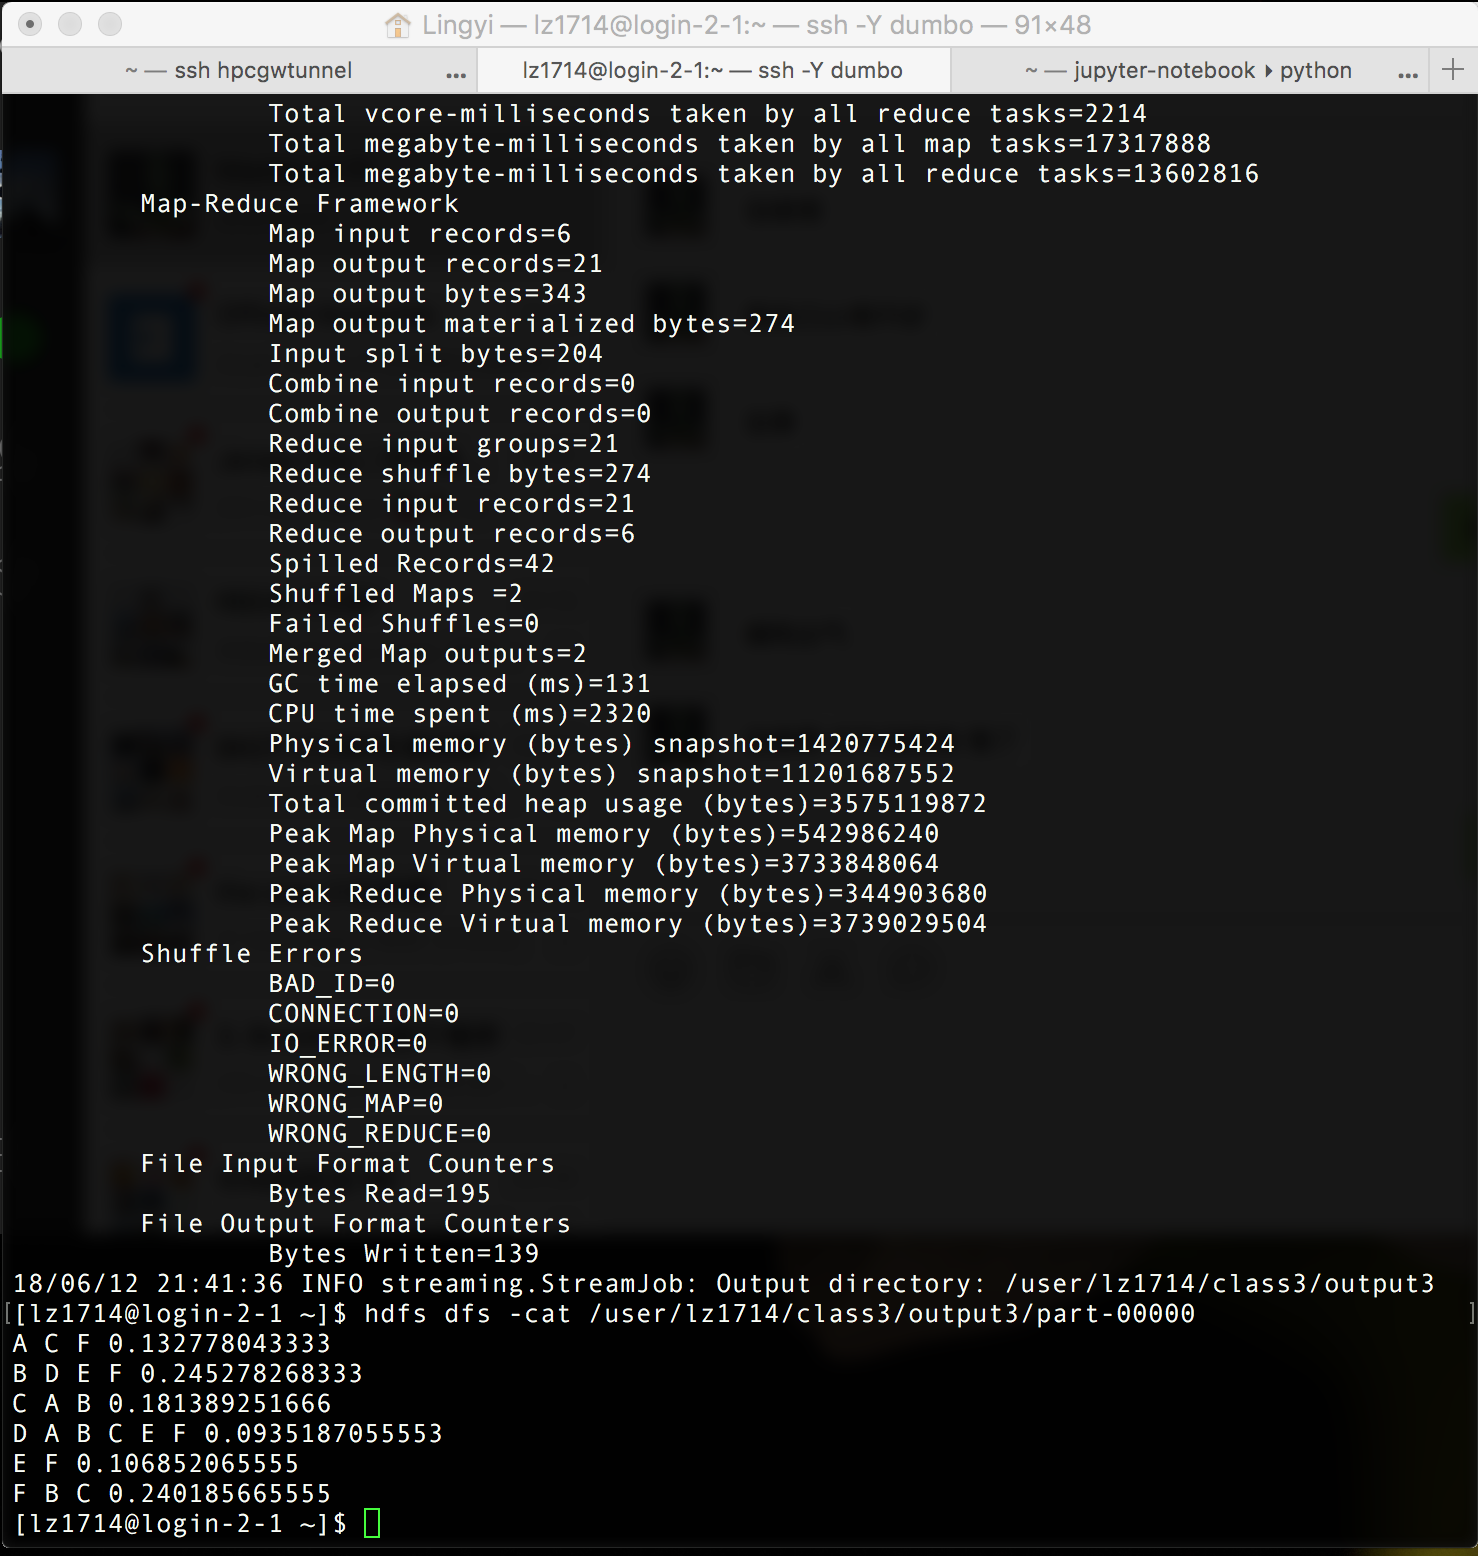 Lingyi — lz1714@login-2-1:~ — ssh -Y dumbo — 91×48
~ — ssh hpcgwtunnel ... lz1714@login-2-1:~ — ssh -Y dumbo ~ — jupyter-notebook ▸ python ... +
Total vcore-milliseconds taken by all reduce tasks=2214
Total megabyte-milliseconds taken by all map tasks=17317888
Total megabyte-milliseconds taken by all reduce tasks=13602816
Map-Reduce Framework
Map input records=6
Map output records=21
Map output bytes=343
Map output materialized bytes=274
Input split bytes=204
Combine input records=0
Combine output records=0
Reduce input groups=21
Reduce shuffle bytes=274
Reduce input records=21
Reduce output records=6
Spilled Records=42
Shuffled Maps =2
Failed Shuffles=0
Merged Map outputs=2
GC time elapsed (ms)=131
CPU time spent (ms)=2320
Physical memory (bytes) snapshot=1420775424
Virtual memory (bytes) snapshot=11201687552
Total committed heap usage (bytes)=3575119872
Peak Map Physical memory (bytes)=542986240
Peak Map Virtual memory (bytes)=3733848064
Peak Reduce Physical memory (bytes)=344903680
Peak Reduce Virtual memory (bytes)=3739029504
Shuffle Errors
BAD_ID=0
CONNECTION=0
IO_ERROR=0
WRONG_LENGTH=0
WRONG_MAP=0
WRONG_REDUCE=0
File Input Format Counters
Bytes Read=195
File Output Format Counters
Bytes Written=139
18/06/12 21:41:36 INFO streaming.StreamJob: Output directory: /user/lz1714/class3/output3
[[lz1714@login-2-1 ~]$ hdfs dfs -cat /user/lz1714/class3/output3/part-00000 ]
A C F 0.132778043333
B D E F 0.245278268333
C A B 0.181389251666
D A B C E F 0.0935187055553
E F 0.106852065555
F B C 0.240185665555
[lz1714@login-2-1 ~]$